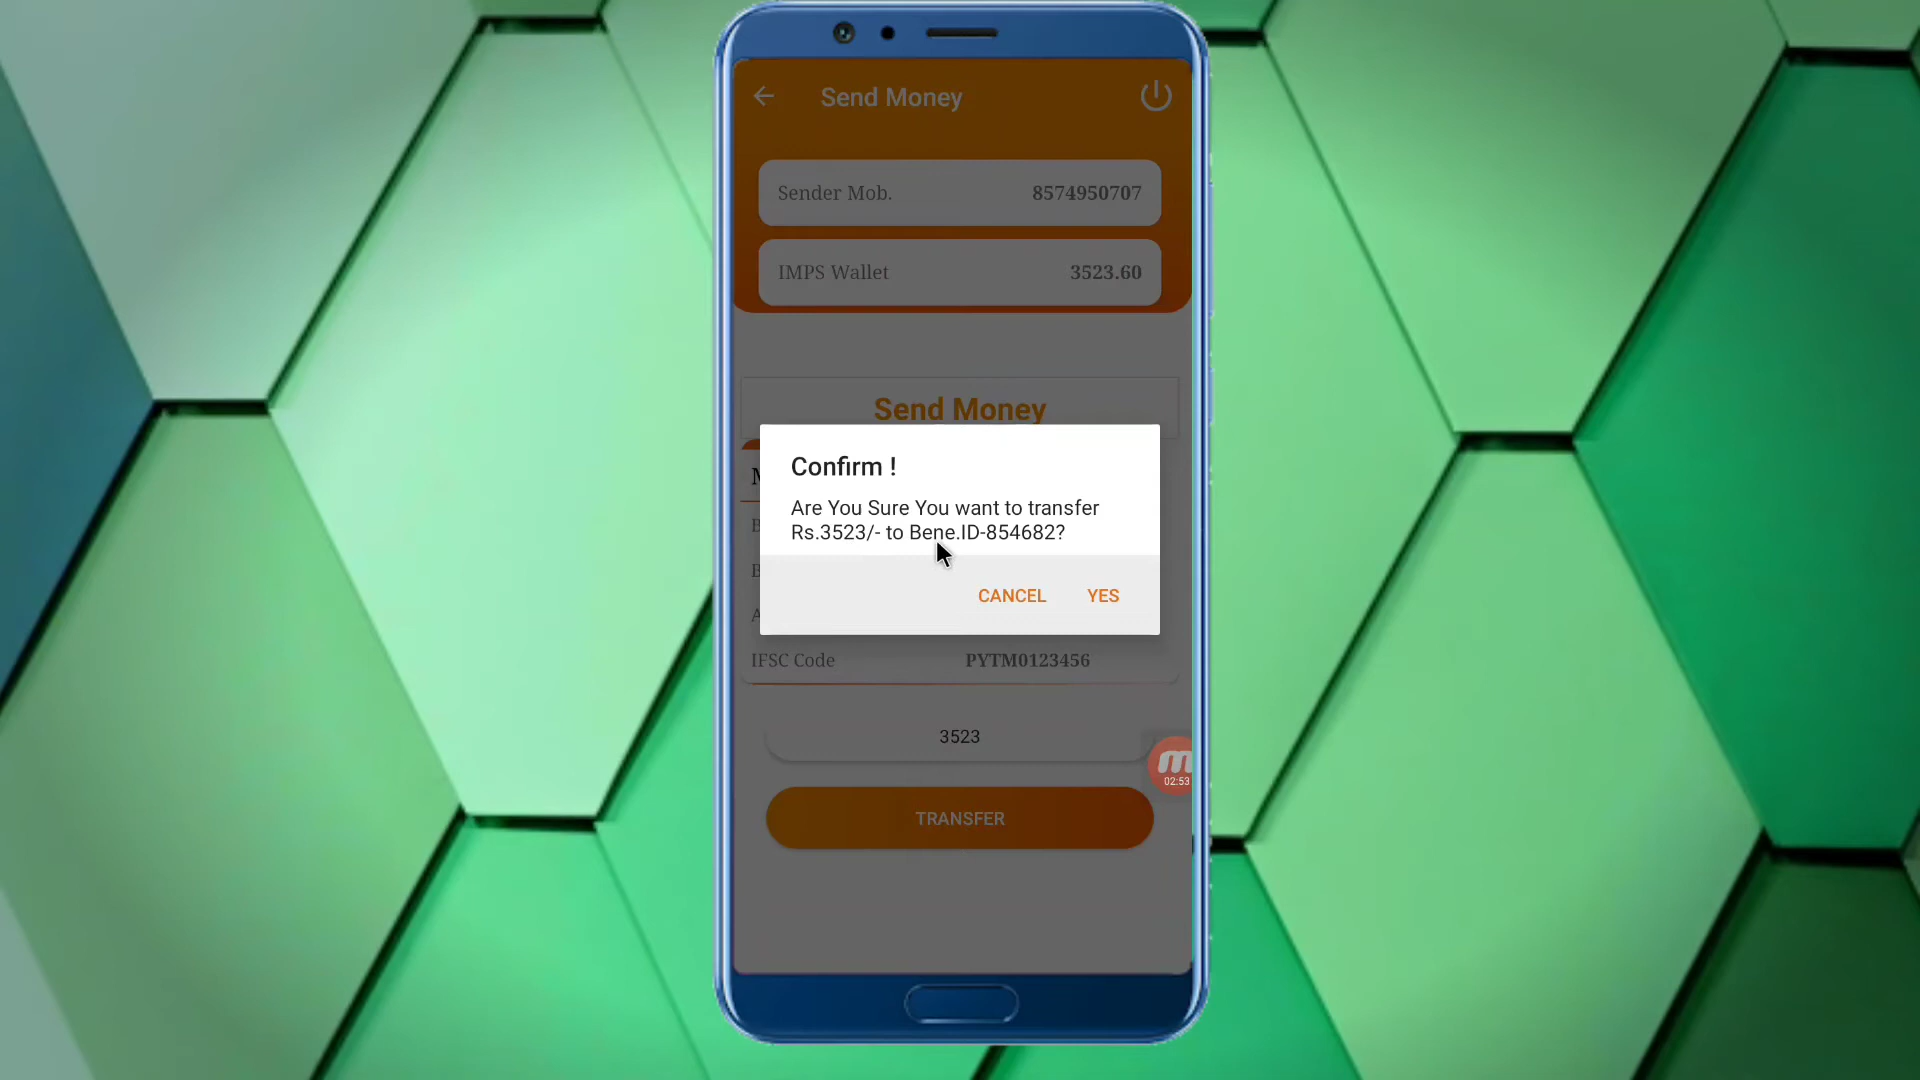 Send Money
Sender Mob. 8574950707
IMPS Wallet 3523.60
Send Money
Confirm !
Are You Sure You want to transfer
Rs.3523/- to Bene.ID-854682?
CANCEL YES
IFSC Code PYTM0123456
3523
02:53
TRANSFER